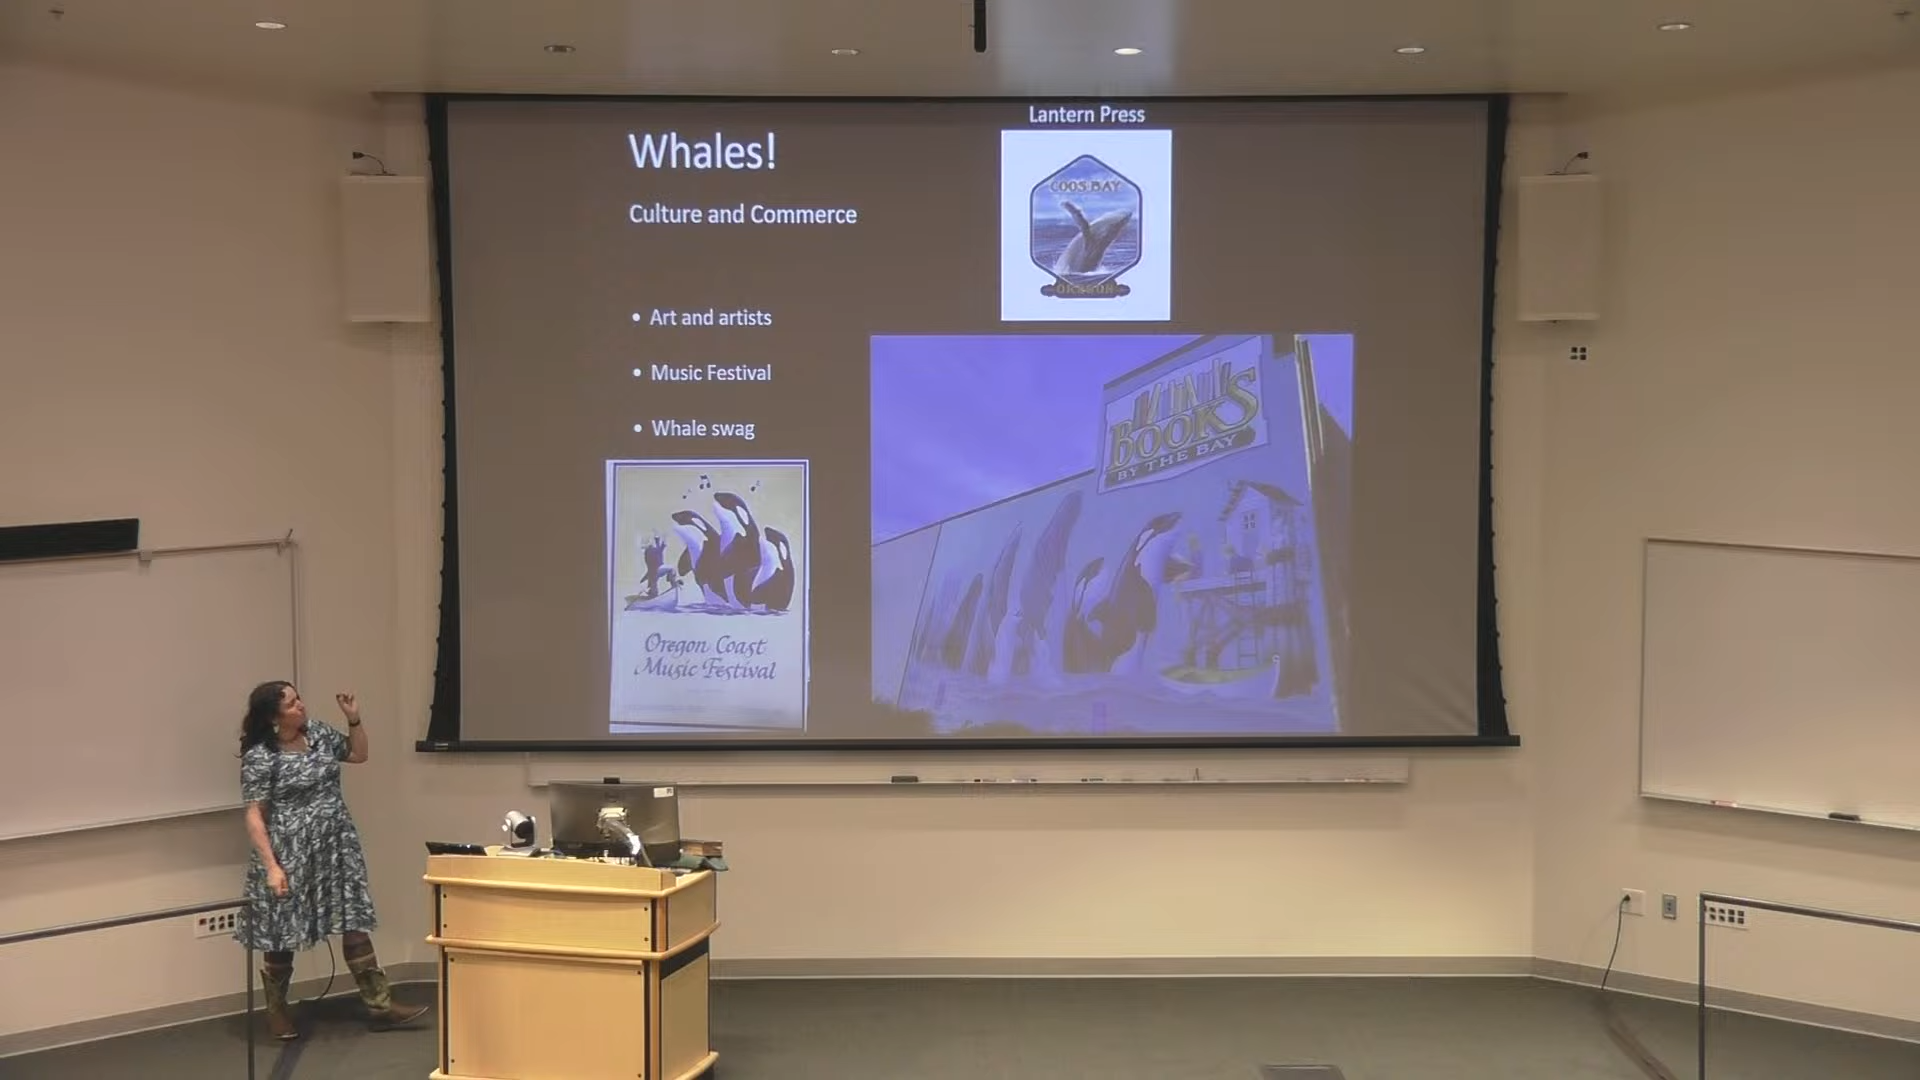 Lantern Press
Whales!
COOS BAY
OREGON
Culture and Commerce
• Art and artists
• Music Festival
• Whale swag
BOOKS
BY THE BAY
Oregon Coast
Music Festival